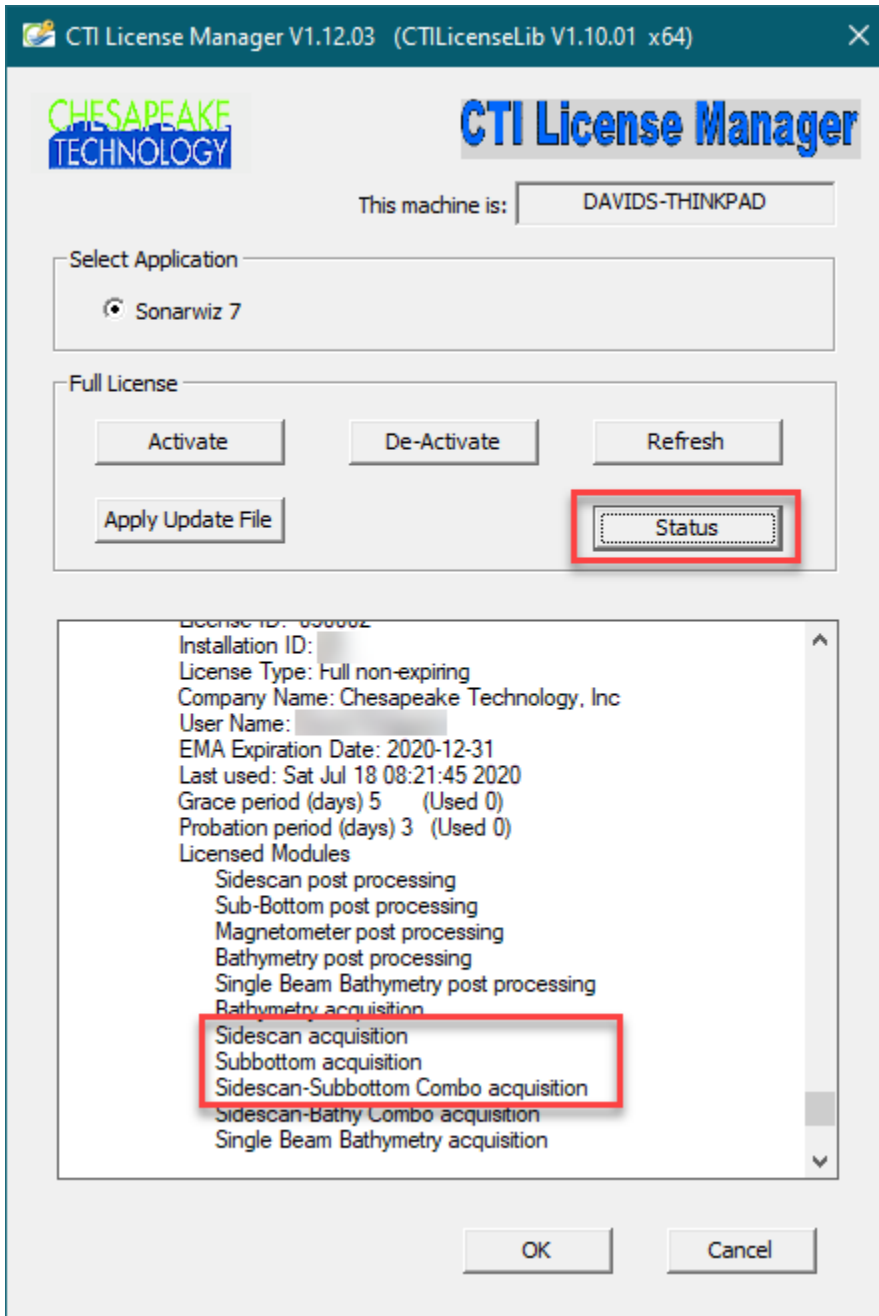 CTI License Manager V1.12.03 (CTILicenseLib V1.10.01 x64)
CHESAPEAKE
TECHNOLOGY
CTI License Manager
This machine is: DAVIDS-THINKPAD
Select Application
Sonarwiz 7
Full License
Activate De-Activate Refresh
Apply Update File Status
License ID:
Installation ID:
License Type: Full non-expiring
Company Name: Chesapeake Technology, Inc
User Name:
EMA Expiration Date: 2020-12-31
Last used: Sat Jul 18 08:21:45 2020
Grace period (days) 5 (Used 0)
Probation period (days) 3 (Used 0)
Licensed Modules
Sidescan post processing
Sub-Bottom post processing
Magnetometer post processing
Bathymetry post processing
Single Beam Bathymetry post processing
Bathymetry acquisition
Sidescan acquisition
Subbottom acquisition
Sidescan-Subbottom Combo acquisition
Sidescan-Bathy Combo acquisition
Single Beam Bathymetry acquisition
OK Cancel